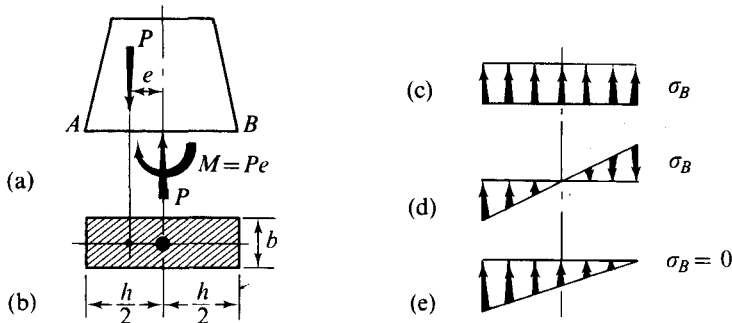 P
e
A B
M = Pe
(a)
P
b
(b)
h/2 h/2
(c) σ_B
(d) σ_B
(e) σ_B = 0